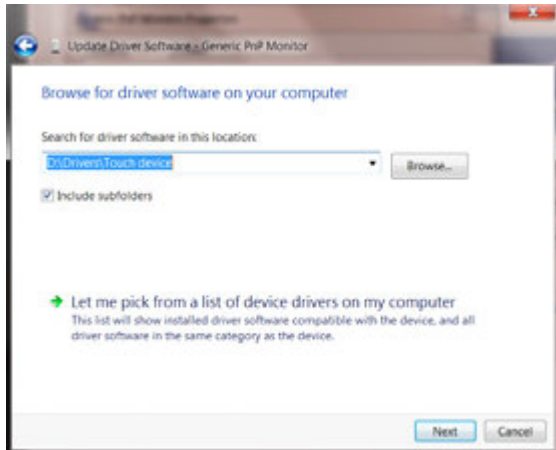 Update Driver Software - Generic PnP Monitor
Browse for driver software on your computer
Search for driver software in this location:
D:\Drivers\Touch device
Browse...
Include subfolders
Let me pick from a list of device drivers on my computer
This list will show installed driver software compatible with the device, and all
driver software in the same category as the device.
Next
Cancel